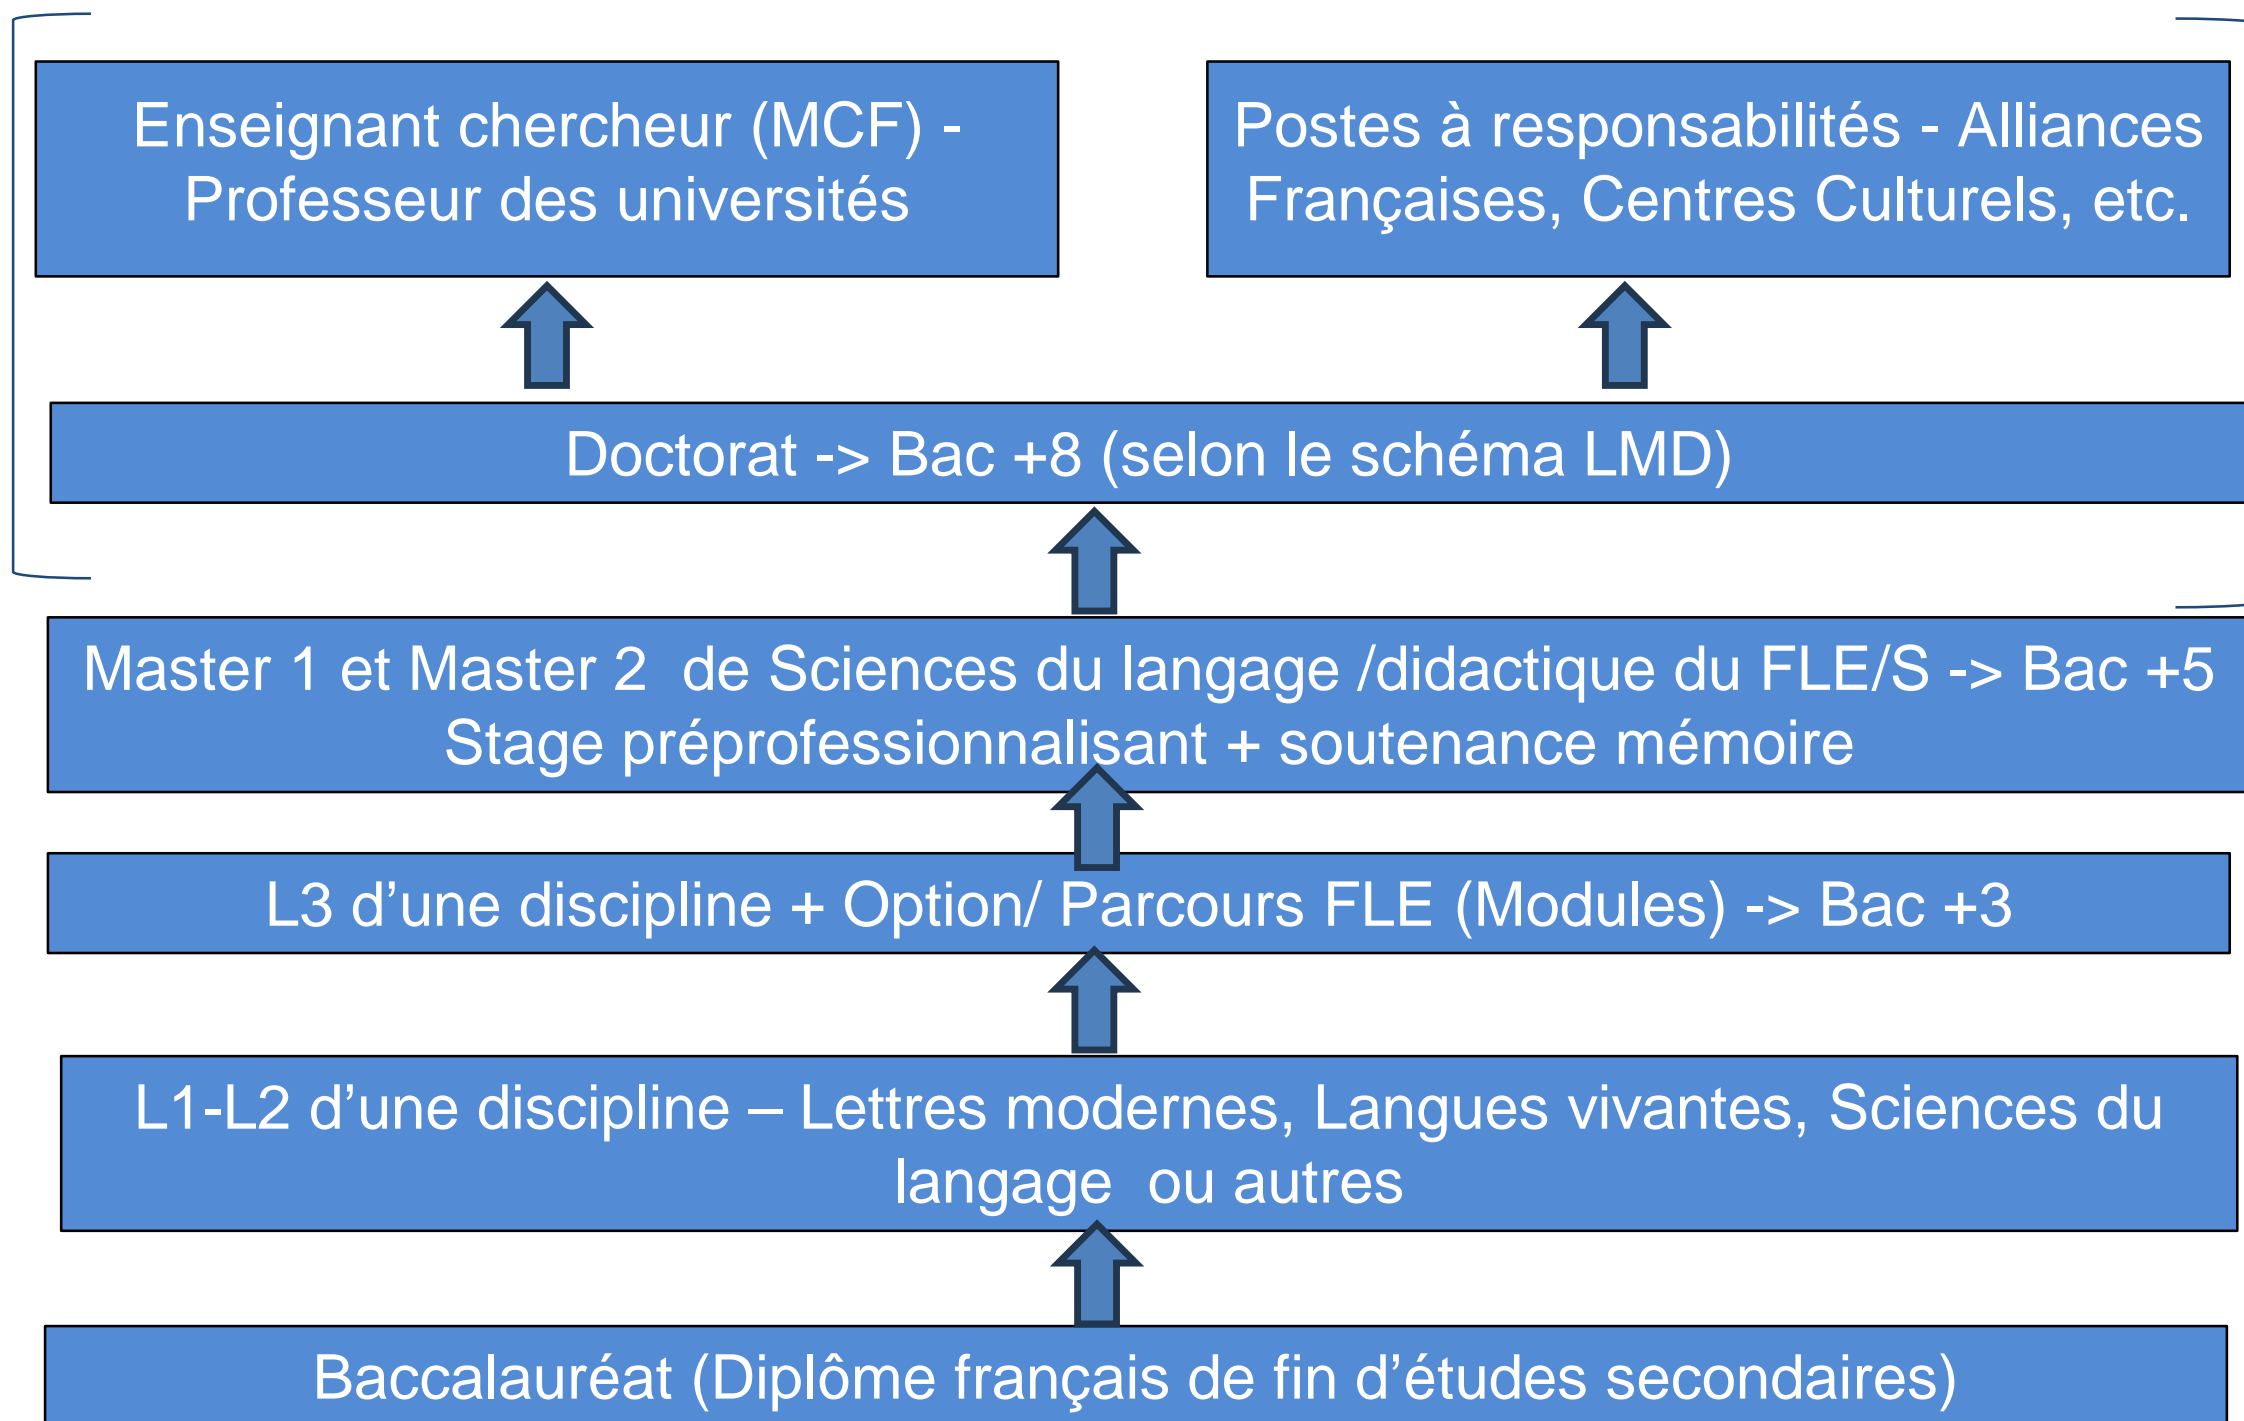 Enseignant chercheur (MCF) -
Professeur des universités
Postes à responsabilités - Alliances
Françaises, Centres Culturels, etc.
Doctorat -> Bac +8 (selon le schéma LMD)
Master 1 et Master 2  de Sciences du langage /didactique du FLE/S -> Bac +5
Stage préprofessionnalisant + soutenance mémoire
L3 d’une discipline + Option/ Parcours FLE (Modules) -> Bac +3
L1-L2 d’une discipline – Lettres modernes, Langues vivantes, Sciences du
langage  ou autres
Baccalauréat (Diplôme français de fin d’études secondaires)